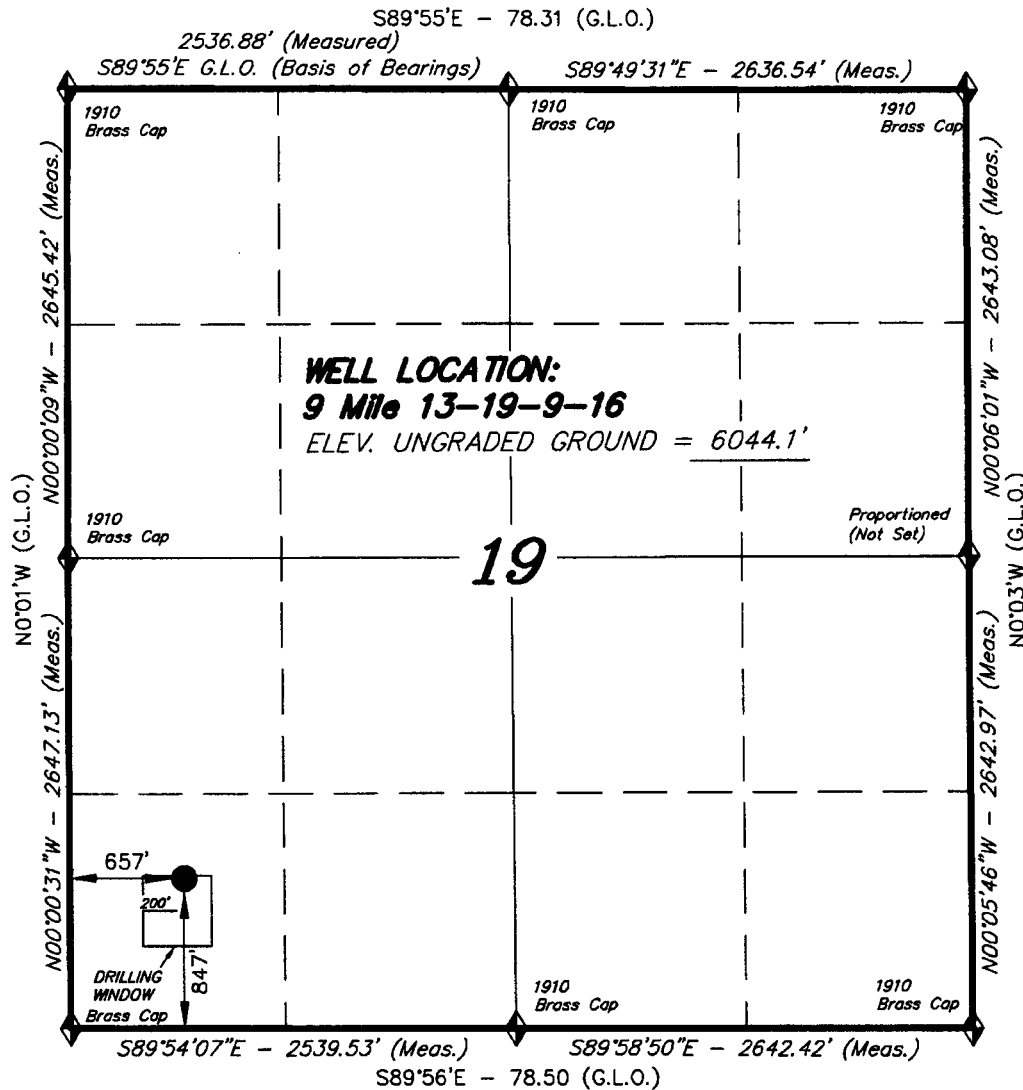 S89°55'E - 78.31 (G.L.O.)
2536.88' (Measured)
S89°55'E G.L.O. (Basis of Bearings)
S89°49'31"E - 2636.54' (Meas.)
1910
Brass Cap
1910
Brass Cap
1910
Brass Cap
N00°00'09"W - 2645.42' (Meas.)
N00°06'01"W - 2643.08' (Meas.)
WELL LOCATION:
9 Mile 13-19-9-16
ELEV. UNGRADED GROUND = 6044.1'
N0°01'W (G.L.O.)
N0°03'W (G.L.O.)
1910
Brass Cap
Proportioned
(Not Set)
19
N00°00'31"W - 2647.13' (Meas.)
N00°05'46"W - 2642.97' (Meas.)
657'
200'
847'
DRILLING
WINDOW
Brass Cap
1910
Brass Cap
1910
Brass Cap
S89°54'07"E - 2539.53' (Meas.)
S89°58'50"E - 2642.42' (Meas.)
S89°56'E - 78.50 (G.L.O.)